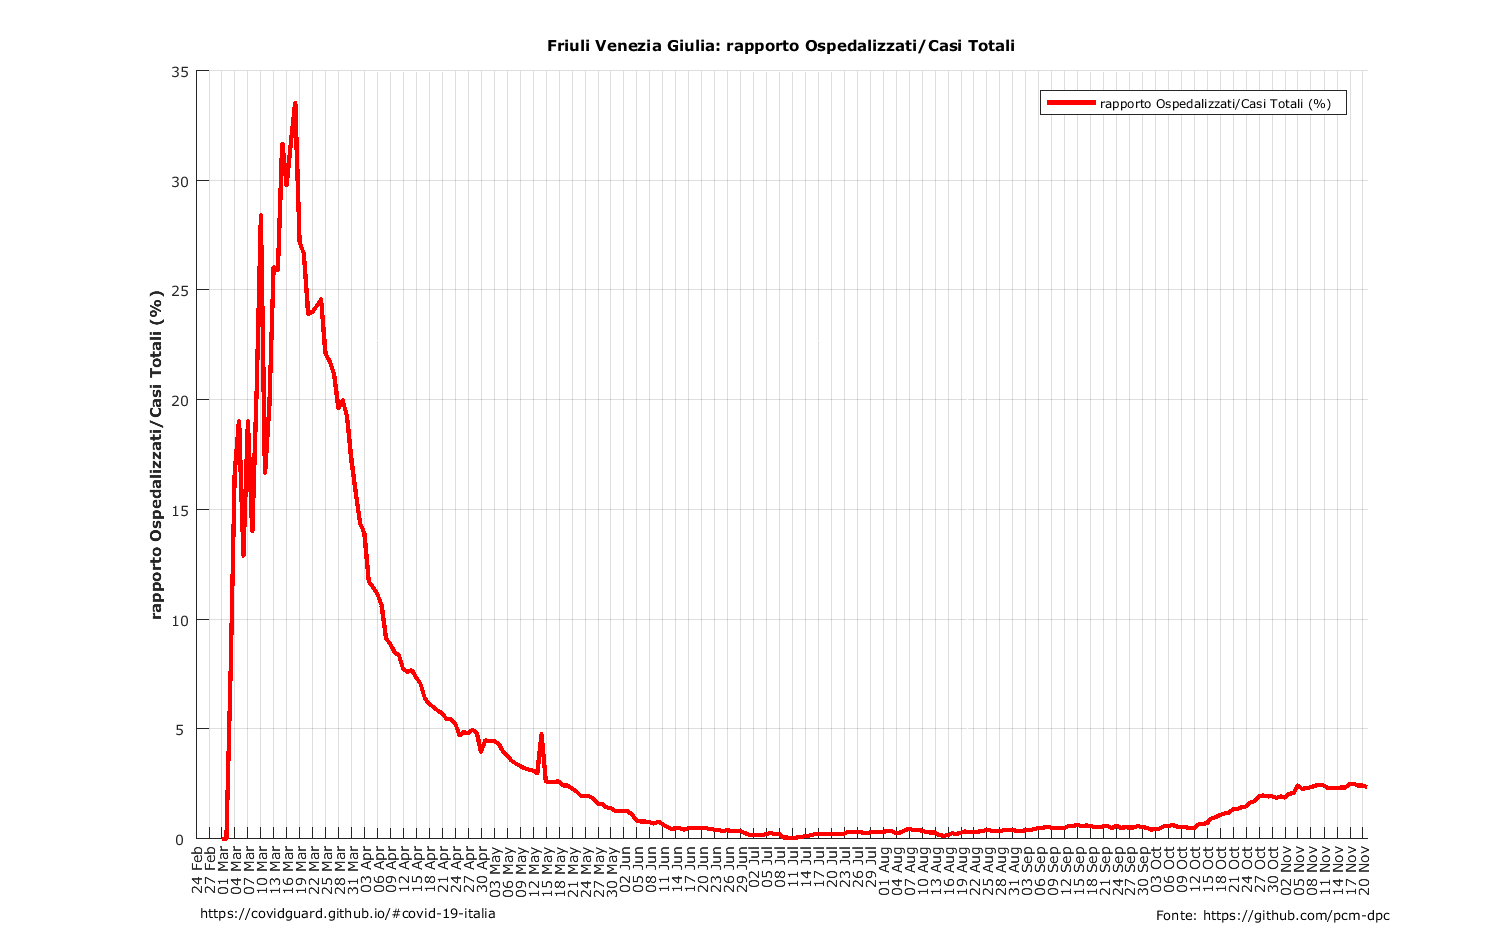 Friuli Venezia Giulia: rapporto Ospedalizzati/Casi Totali
rapporto Ospedalizzati/Casi Totali (%)
rapporto Ospedalizzati/Casi Totali (%)
35
30
25
20
15
10
5
0
24 Feb
27 Feb
01 Mar
04 Mar
07 Mar
10 Mar
13 Mar
16 Mar
19 Mar
22 Mar
25 Mar
28 Mar
31 Mar
03 Apr
06 Apr
09 Apr
12 Apr
15 Apr
18 Apr
21 Apr
24 Apr
27 Apr
30 Apr
03 May
06 May
09 May
12 May
15 May
18 May
21 May
24 May
27 May
30 May
02 Jun
05 Jun
08 Jun
11 Jun
14 Jun
17 Jun
20 Jun
23 Jun
26 Jun
29 Jun
02 Jul
05 Jul
08 Jul
11 Jul
14 Jul
17 Jul
20 Jul
23 Jul
26 Jul
29 Jul
01 Aug
04 Aug
07 Aug
10 Aug
13 Aug
16 Aug
19 Aug
22 Aug
25 Aug
28 Aug
31 Aug
03 Sep
06 Sep
09 Sep
12 Sep
15 Sep
18 Sep
21 Sep
24 Sep
27 Sep
30 Sep
03 Oct
06 Oct
09 Oct
12 Oct
15 Oct
18 Oct
21 Oct
24 Oct
27 Oct
30 Oct
02 Nov
05 Nov
08 Nov
11 Nov
14 Nov
17 Nov
20 Nov
https://covidguard.github.io/#covid-19-italia
Fonte: https://github.com/pcm-dpc